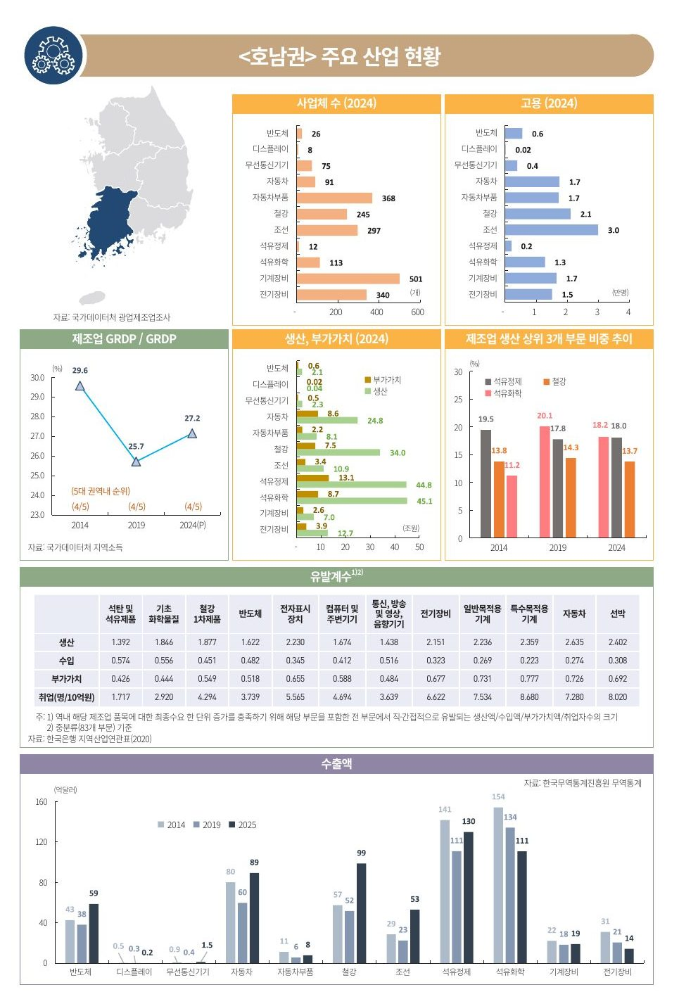 <호남권> 주요 산업 현황
자료: 국가데이터처 광업제조업조사
사업체 수 (2024)
반도체 26
디스플레이 8
무선통신기기 75
자동차 91
자동차부품 368
철강 245
조선 297
석유정제 12
석유화학 113
기계장비 501
전기장비 340 (개)
- 200 400 600
고용 (2024)
반도체 0.6
디스플레이 0.02
무선통신기기 0.4
자동차 1.7
자동차부품 1.7
철강 2.1
조선 3.0
석유정제 0.2
석유화학 1.3
기계장비 1.7
전기장비 1.5 (만명)
- 1 2 3 4
제조업 GRDP / GRDP
(%)
30.0
29.0
28.0
27.0
26.0
25.0
24.0
23.0
29.6
25.7
27.2
(5대 권역내 순위)
(4/5) (4/5) (4/5)
2014 2019 2024(P)
자료: 국가데이터처 지역소득
생산, 부가가치 (2024)
부가가치
생산
반도체 0.6 2.1
디스플레이 0.02 0.04
무선통신기기 0.5 2.3
자동차 8.6 24.8
자동차부품 2.2 8.1
철강 7.5 34.0
조선 3.4 10.9
석유정제 13.1 44.8
석유화학 8.7 45.1
기계장비 2.6 7.0
전기장비 3.9 12.7
(조원)
- 10 20 30 40 50
제조업 생산 상위 3개 부문 비중 추이
(%)
30
25
20
15
10
5
0
석유정제 철강
석유화학
19.5 13.8 11.2
20.1 17.8 14.3
18.2 18.0 13.7
2014 2019 2024
유발계수1)2)
석탄 및 석유제품 기초 화학물질 철강 1차제품 반도체 전자표시 장치 컴퓨터 및 주변기기 통신, 방송 및 영상, 음향기기 전기장비 일반목적용 기계 특수목적용 기계 자동차 선박
생산 1.392 1.846 1.877 1.622 2.230 1.674 1.438 2.151 2.236 2.359 2.635 2.402
수입 0.574 0.556 0.451 0.482 0.345 0.412 0.516 0.323 0.269 0.223 0.274 0.308
부가가치 0.426 0.444 0.549 0.518 0.655 0.588 0.484 0.677 0.731 0.777 0.726 0.692
취업(명/10억원) 1.717 2.920 4.294 3.739 5.565 4.694 3.639 6.622 7.534 8.680 7.280 8.020
주: 1) 역내 해당 제조업 품목에 대한 최종수요 한 단위 증가를 충족하기 위해 해당 부문을 포함한 전 부문에서 직·간접적으로 유발되는 생산액/수입액/부가가치액/취업자수의 크기
2) 중분류(83개 부문) 기준
자료: 한국은행 지역산업연관표(2020)
수출액
자료: 한국무역통계진흥원 무역통계
(억달러)
160
120
80
40
0
2014 2019 2025
43 38 59
0.5 0.3 0.2
0.9 0.4 1.5
80 60 89
11 6 8
57 52 99
29 23 53
141 111 130
154 134 111
22 18 19
31 21 14
반도체 디스플레이 무선통신기기 자동차 자동차부품 철강 조선 석유정제 석유화학 기계장비 전기장비